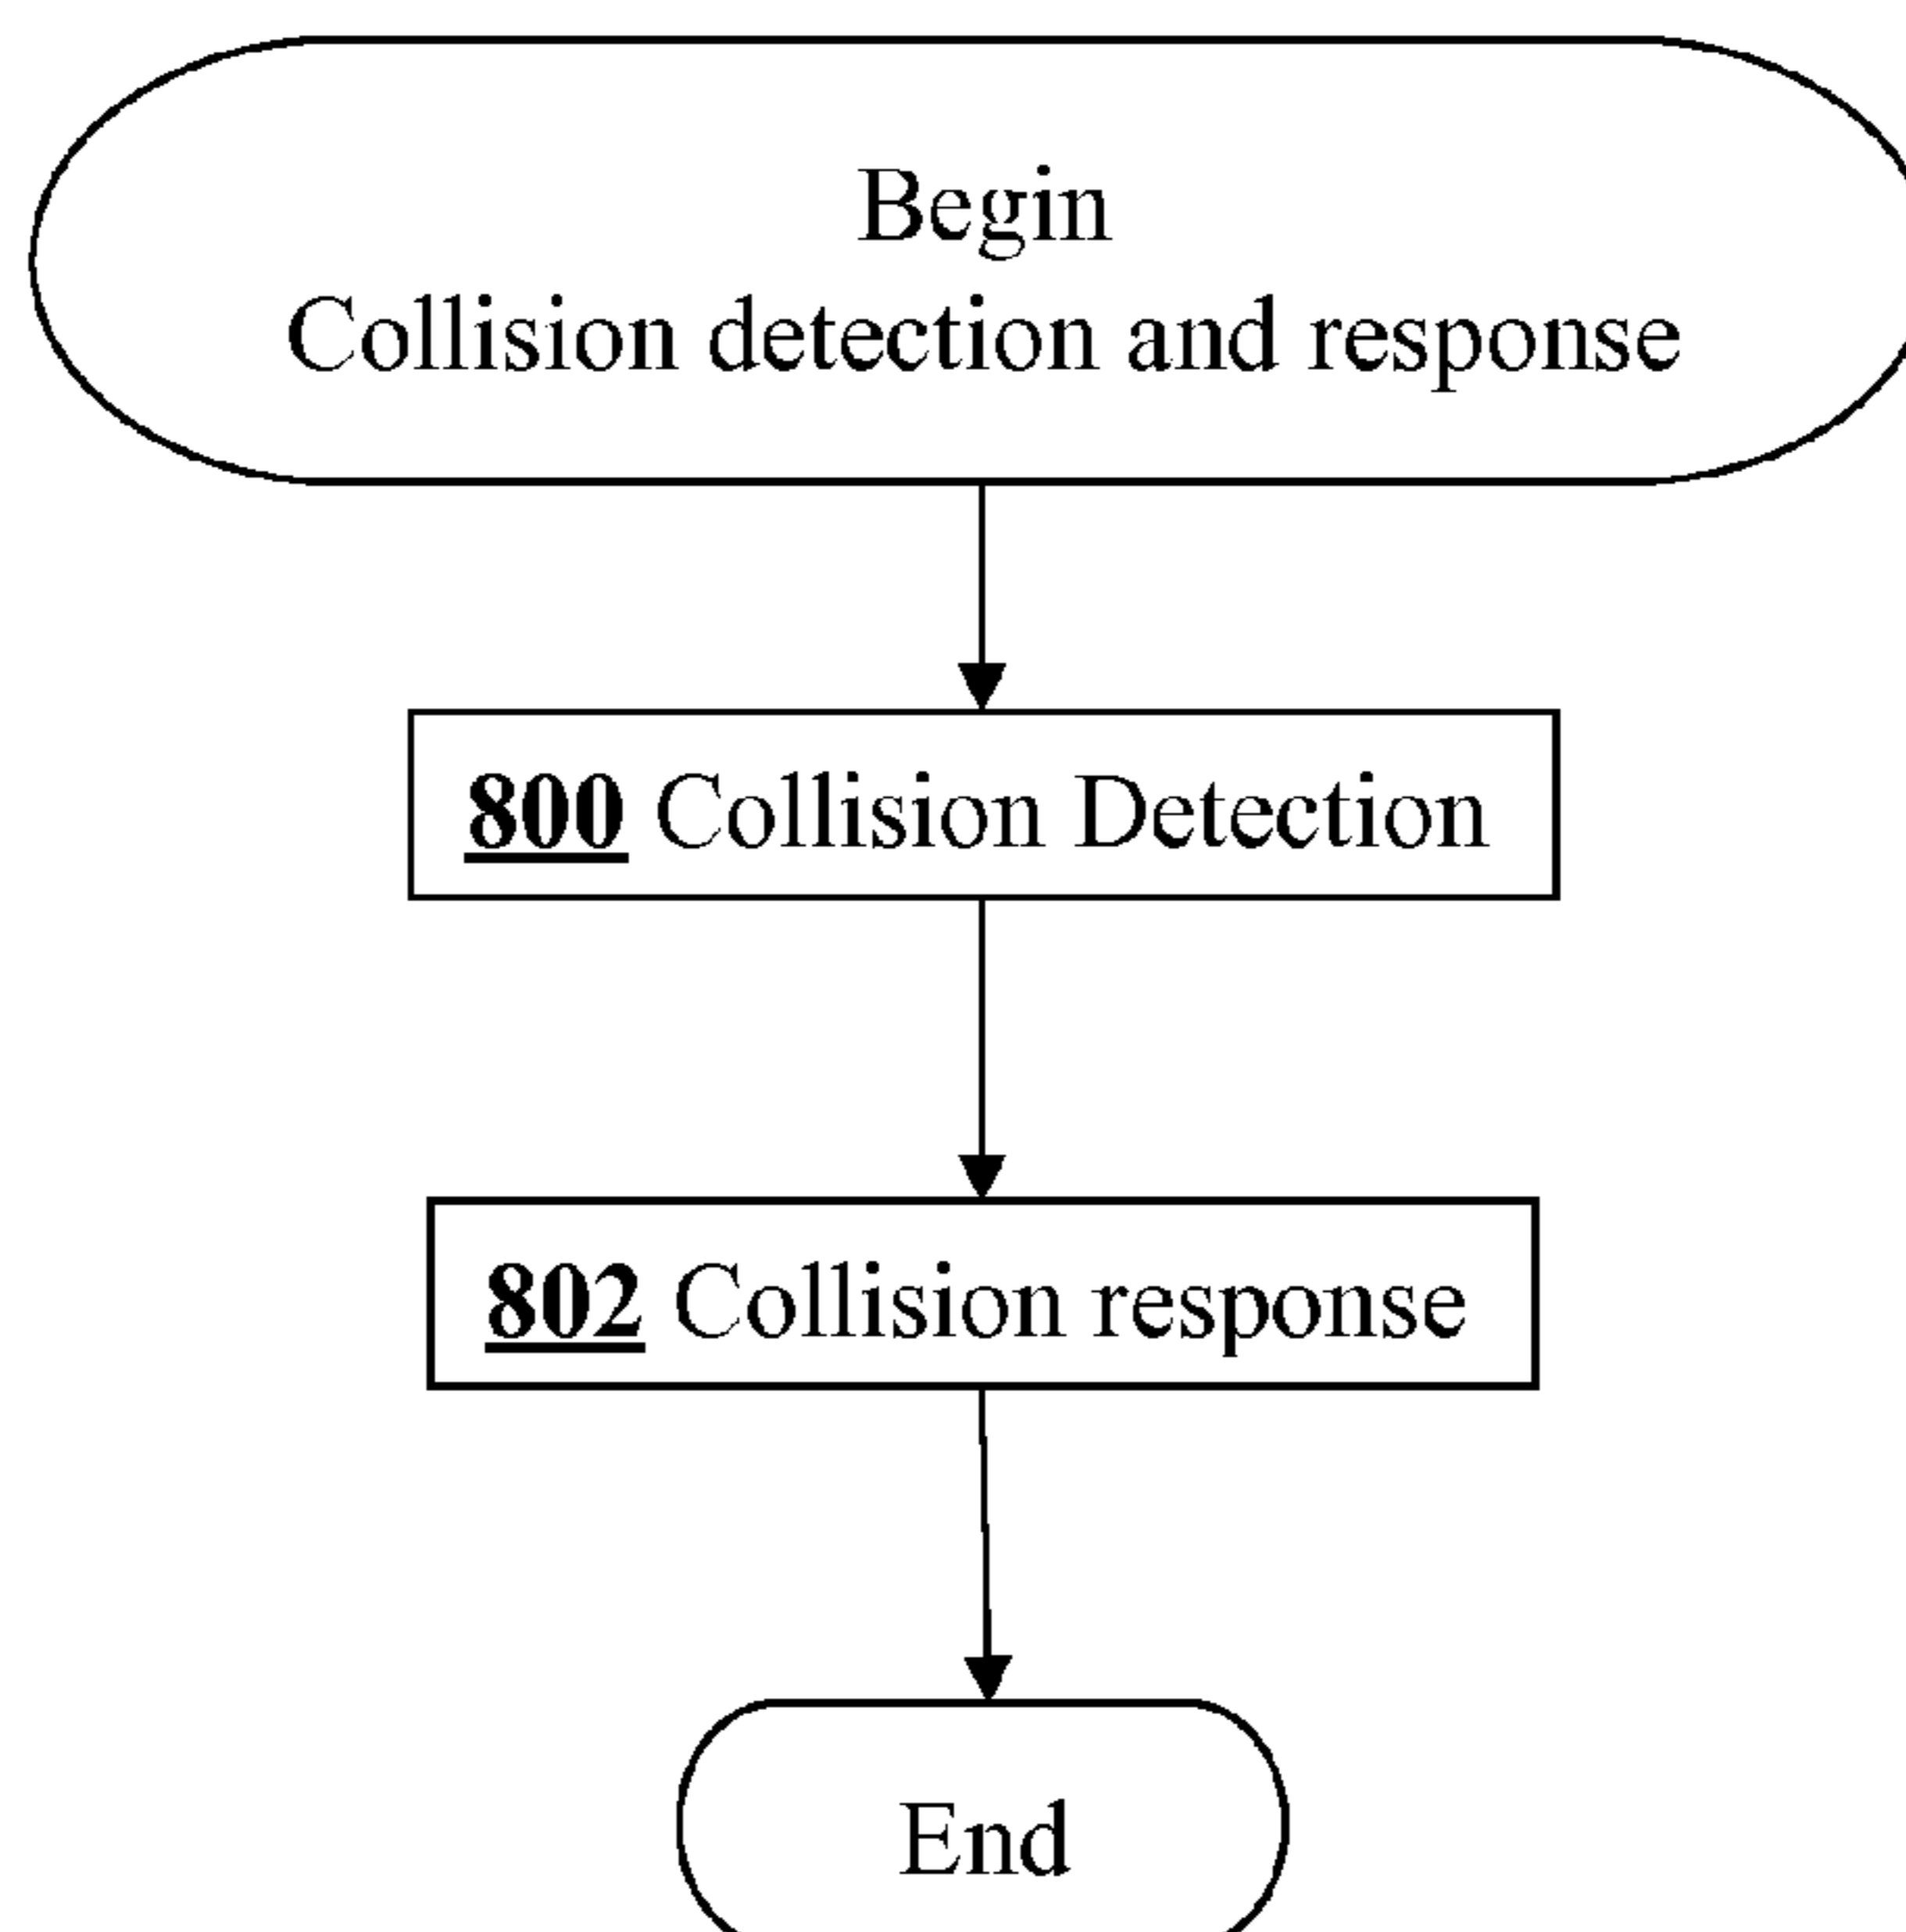 Begin
Collision detection and response
800 Collision Detection
802 Collision response
End